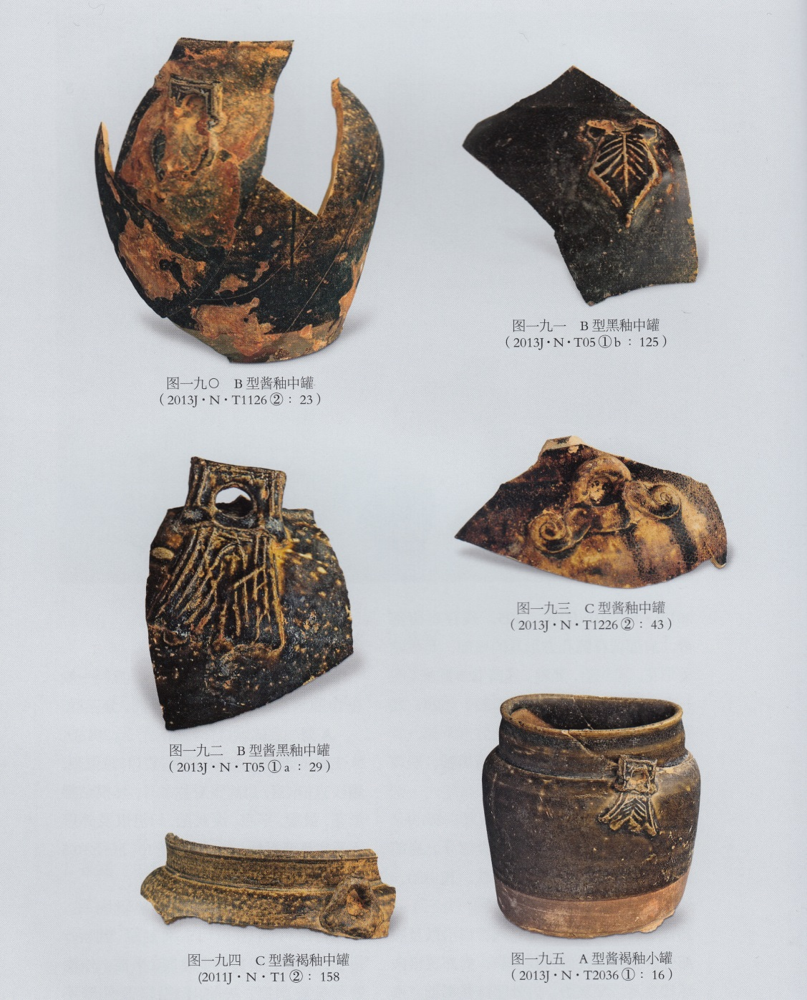 图一九〇 B 型酱釉中罐
（2013J·N·T1126②：23）
图一九一 B 型黑釉中罐
（2013J·N·T05①b：125）
图一九二 B 型酱黑釉中罐
（2013J·N·T05①a：29）
图一九三 C 型酱釉中罐
（2013J·N·T1226②：43）
图一九四 C 型酱褐釉中罐
(2011J·N·T1②：158
图一九五 A 型酱褐釉小罐
（2013J·N·T2036①：16）